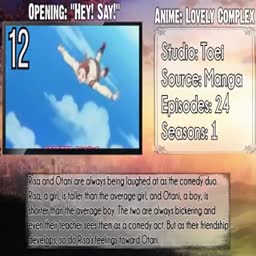 OPENING: "HEY! SAY!"
ANIME: LOVELY COMPLEX
12
Studio: Toei
Source: Manga
Episodes: 24
Seasons: 1
Risa and Otani are always being laughed at as the comedy duo.
Risa, a girl, is taller than the average girl, and Otani, a boy, is
shorter than the average boy. The two are always bickering and
even their teacher sees them as a comedy act. But as their friendship
develops, so do Risa's feelings toward Otani.